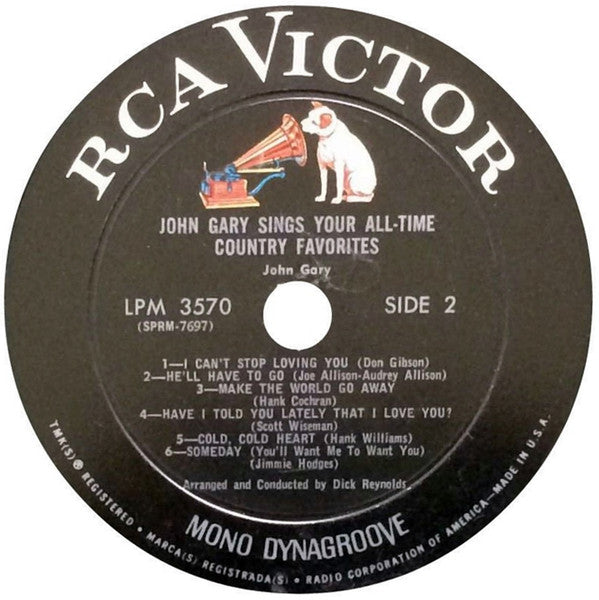 RCA VICTOR
JOHN GARY SINGS YOUR ALL-TIME
COUNTRY FAVORITES
John Gary
LPM 3570
SIDE 2
(SPRM-7697)
1—I CAN'T STOP LOVING YOU (Don Gibson)
2—HE'LL HAVE TO GO (Joe Allison-Audrey Allison)
3—MAKE THE WORLD GO AWAY
(Hank Cochran)
4—HAVE I TOLD YOU LATELY THAT I LOVE YOU?
(Scott Wiseman)
5—COLD, COLD HEART (Hank Williams)
6—SOMEDAY (You'll Want Me To Want You)
(Jimmie Hodges)
Arranged and Conducted by Dick Reynolds
MONO DYNAGROOVE
TMK(S) ® REGISTERED • MARCA(S) REGISTRADA(S) • RADIO CORPORATION OF AMERICA—MADE IN U.S.A.